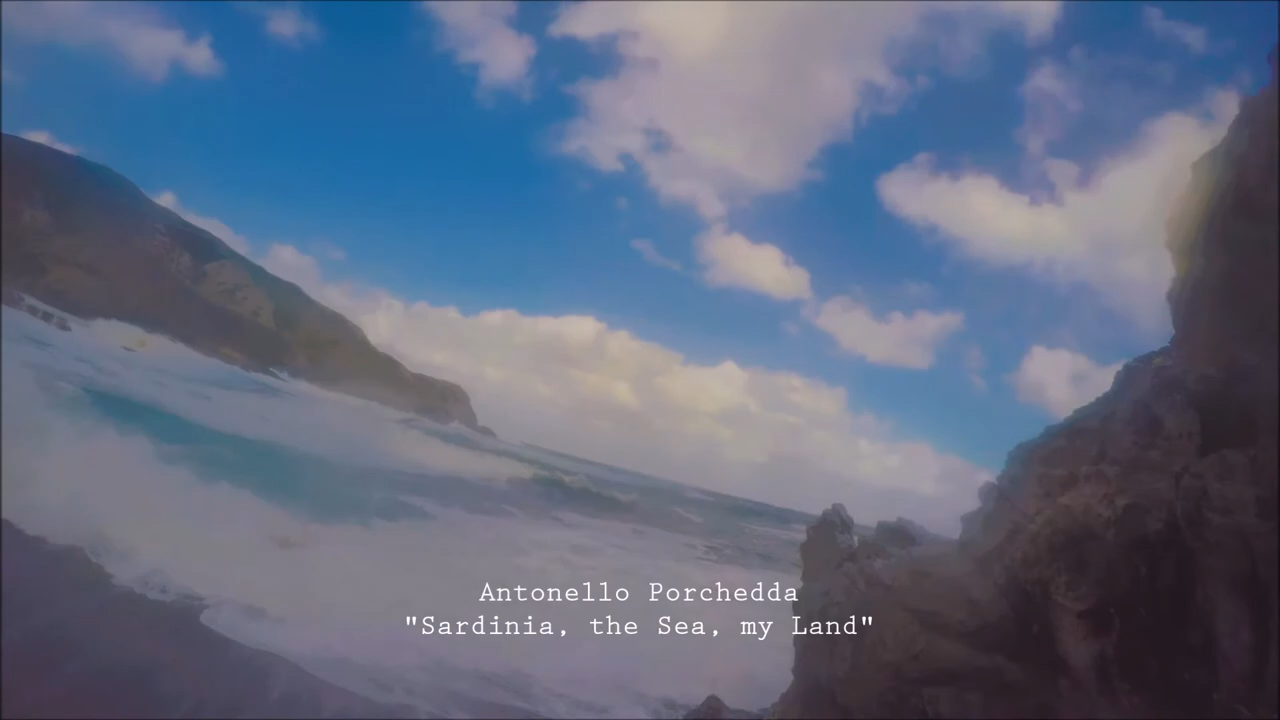 Antonello Porchedda
"Sardinia, the Sea, my Land"